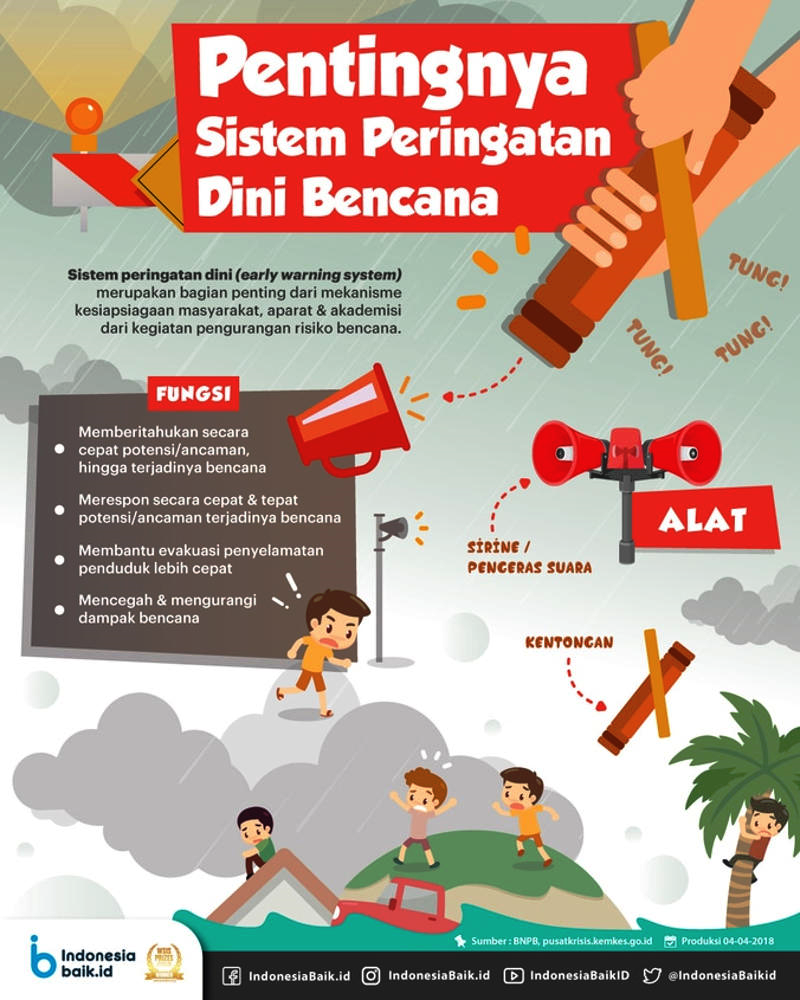 Pentingnya
Sistem Peringatan
Dini Bencana
Sistem peringatan dini (early warning system)
merupakan bagian penting dari mekanisme
kesiapsiagaan masyarakat, aparat & akademisi
dari kegiatan pengurangan risiko bencana.
TUNG!
TUNG!
TUNG!
FUNGSI
Memberitahukan secara
cepat potensi/ancaman,
hingga terjadinya bencana
Merespon secara cepat & tepat
potensi/ancaman terjadinya bencana
Membantu evakuasi penyelamatan
penduduk lebih cepat
Mencegah & mengurangi
dampak bencana
ALAT
SIRINE /
PENGERAS SUARA
KENTONGAN
Sumber : BNPB, pusatkrisis.kemkes.go.id
Produksi 04-04-2018
Indonesia
baik.id
WSIS
PRIZES
IndonesiaBaik.id
IndonesiaBaik.id
IndonesiaBaikID
@IndonesiaBaikid